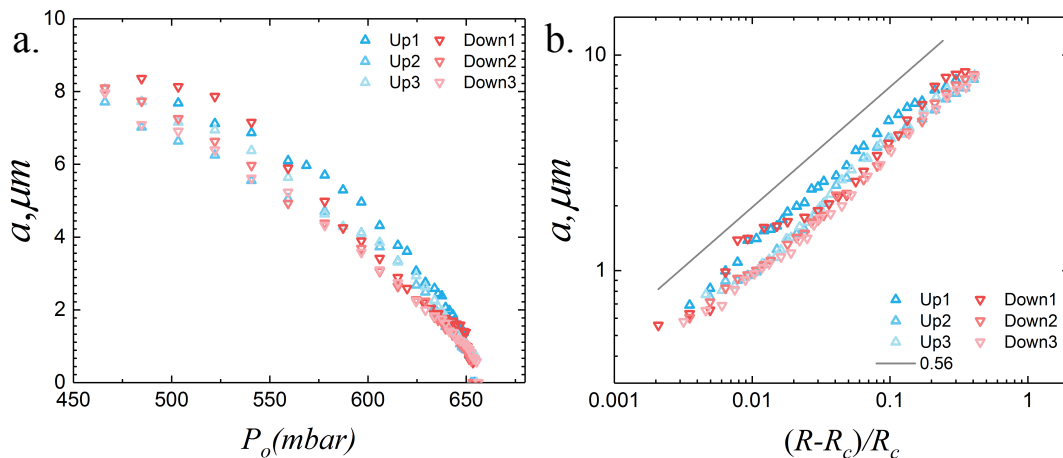 a.
10
8
6
4
2
0
a, μm
450
500
550
600
650
P_o(mbar)
Up1 Down1
Up2 Down2
Up3 Down3
b.
10
1
a, μm
0.001
0.01
0.1
1
(R-R_c)/R_c
Up1 Down1
Up2 Down2
Up3 Down3
0.56